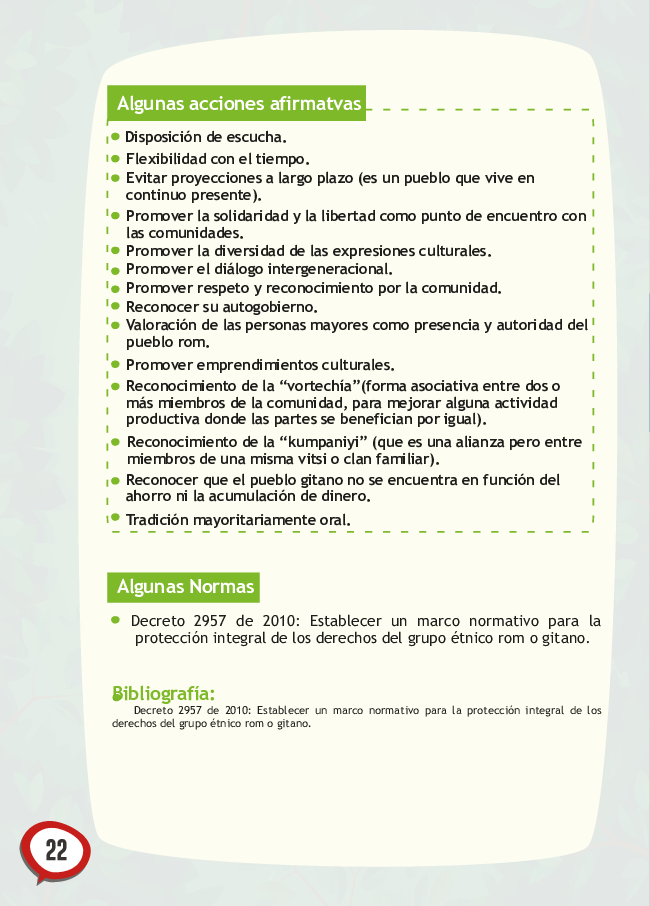 Algunas acciones afirmatvas
Disposición de escucha.
Flexibilidad con el tiempo.
Evitar proyecciones a largo plazo (es un pueblo que vive en
continuo presente).
Promover la solidaridad y la libertad como punto de encuentro con
las comunidades.
Promover la diversidad de las expresiones culturales.
Promover el diálogo intergeneracional.
Promover respeto y reconocimiento por la comunidad.
Reconocer su autogobierno.
Valoración de las personas mayores como presencia y autoridad del
pueblo rom.
Promover emprendimientos culturales.
Reconocimiento de la “vortechía”(forma asociativa entre dos o
más miembros de la comunidad, para mejorar alguna actividad
productiva donde las partes se benefician por igual).
Reconocimiento de la “kumpaniyi” (que es una alianza pero entre
miembros de una misma vitsi o clan familiar).
Reconocer que el pueblo gitano no se encuentra en función del
ahorro ni la acumulación de dinero.
Tradición mayoritariamente oral.
Algunas Normas
Decreto 2957 de 2010: Establecer un marco normativo para la
protección integral de los derechos del grupo étnico rom o gitano.
Bibliografía:
Decreto 2957 de 2010: Establecer un marco normativo para la protección integral de los
derechos del grupo étnico rom o gitano.
22